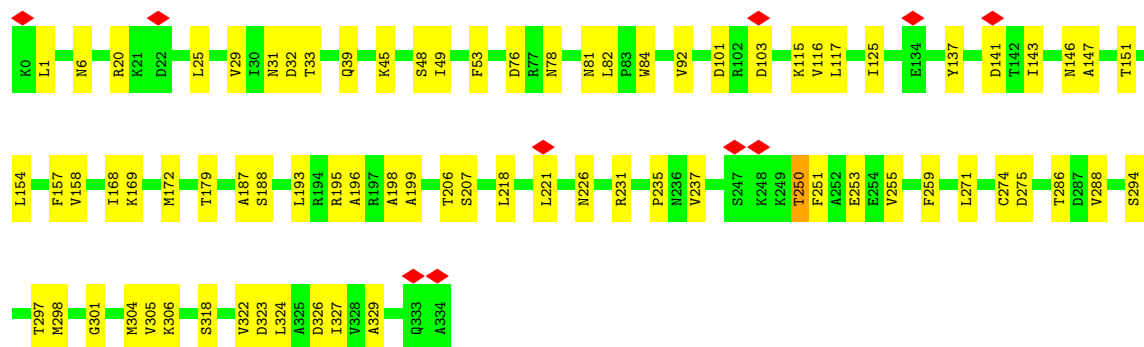 K0 L1 N6 R20 K21 D22 L25 V29 I30 N31 D32 T33 Q39 K45 S48 I49 F53 D76 R77 N78 N81 L82 P83 W84 V92 D101 R102 D103 K115 V116 L117 I125 E134 Y137 D141 T142 I143 N146 A147 T151
L154 F157 V158 I168 K169 M172 T179 A187 S188 L193 R194 R195 A196 R197 A198 A199 T206 S207 L218 L221 N226 R231 P235 N236 V237 S247 K248 K249 T250 F251 A252 E253 E254 V255 F259 L271 C274 D275 T286 D287 V288 S294
T297 M298 G301 M304 V305 K306 S318 V322 D323 L324 A325 D326 I327 V328 A329 Q333 A334